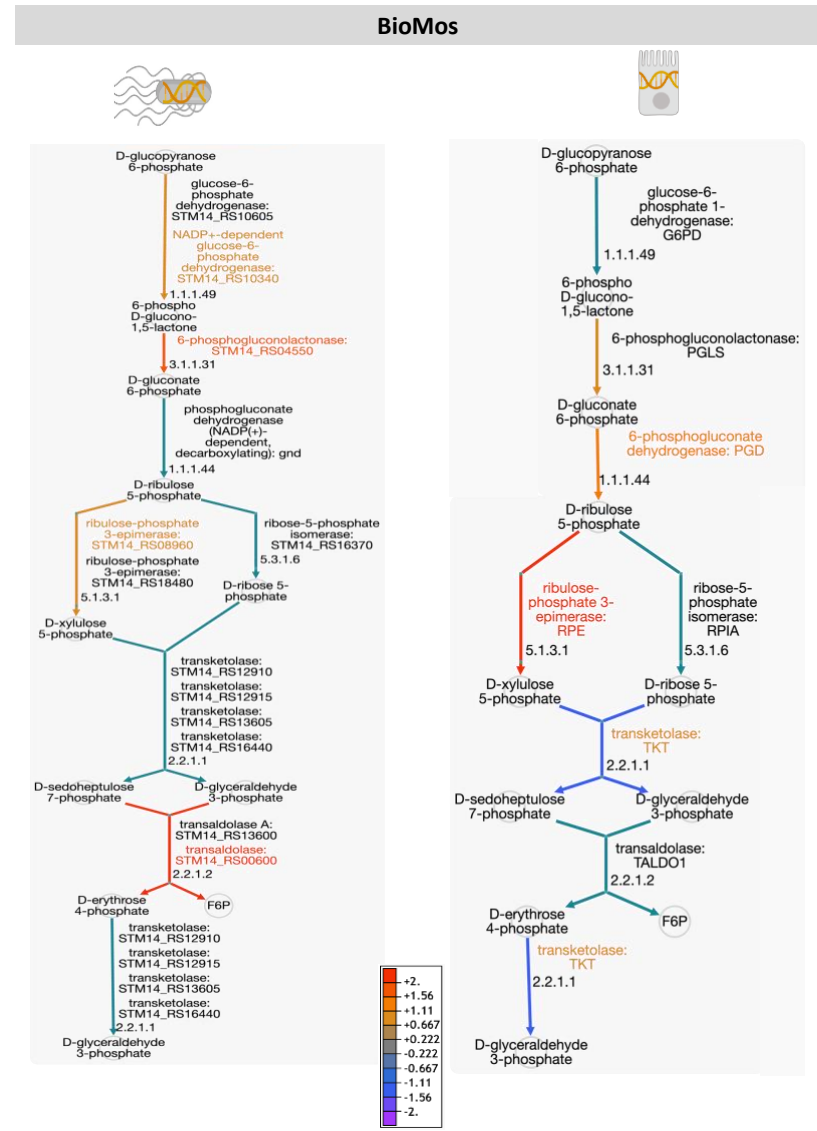 BioMos
D-glucopyranose
6-phosphate
glucose-6-
phosphate
dehydrogenase:
STM14_RS10605
NADP+-dependent
glucose-6-
phosphate
dehydrogenase:
STM14_RS10340
1.1.1.49
6-phospho
D-glucono-
1,5-lactone
6-phosphogluconolactonase:
STM14_RS04550
3.1.1.31
D-gluconate
6-phosphate
phosphogluconate
dehydrogenase
(NADP(+)-
dependent,
decarboxylating): gnd
1.1.1.44
D-ribulose
5-phosphate
ribulose-phosphate
3-epimerase:
STM14_RS08960
ribulose-phosphate
3-epimerase:
STM14_RS18480
5.1.3.1
ribose-5-phosphate
isomerase:
STM14_RS16370
5.3.1.6
D-ribose 5-
phosphate
D-xylulose
5-phosphate
transketolase:
STM14_RS12910
transketolase:
STM14_RS12915
transketolase:
STM14_RS13605
transketolase:
STM14_RS16440
2.2.1.1
D-sedoheptulose
7-phosphate
D-glyceraldehyde
3-phosphate
transaldolase A:
STM14_RS13600
transaldolase:
STM14_RS00600
2.2.1.2
D-erythrose
4-phosphate
F6P
transketolase:
STM14_RS12910
transketolase:
STM14_RS12915
transketolase:
STM14_RS13605
transketolase:
STM14_RS16440
2.2.1.1
D-glyceraldehyde
3-phosphate
+2.
+1.56
+1.11
+0.667
+0.222
-0.222
-0.667
-1.11
-1.56
-2.
D-glucopyranose
6-phosphate
glucose-6-
phosphate 1-
dehydrogenase:
G6PD
1.1.1.49
6-phospho
D-glucono-
1,5-lactone
6-phosphogluconolactonase:
PGLS
3.1.1.31
D-gluconate
6-phosphate
6-phosphogluconate
dehydrogenase: PGD
1.1.1.44
D-ribulose
5-phosphate
ribulose-
phosphate 3-
epimerase:
RPE
5.1.3.1
ribose-5-
phosphate
isomerase:
RPIA
5.3.1.6
D-xylulose
5-phosphate
D-ribose 5-
phosphate
transketolase:
TKT
2.2.1.1
D-sedoheptulose
7-phosphate
D-glyceraldehyde
3-phosphate
transaldolase:
TALDO1
2.2.1.2
D-erythrose
4-phosphate
F6P
transketolase:
TKT
2.2.1.1
D-glyceraldehyde
3-phosphate